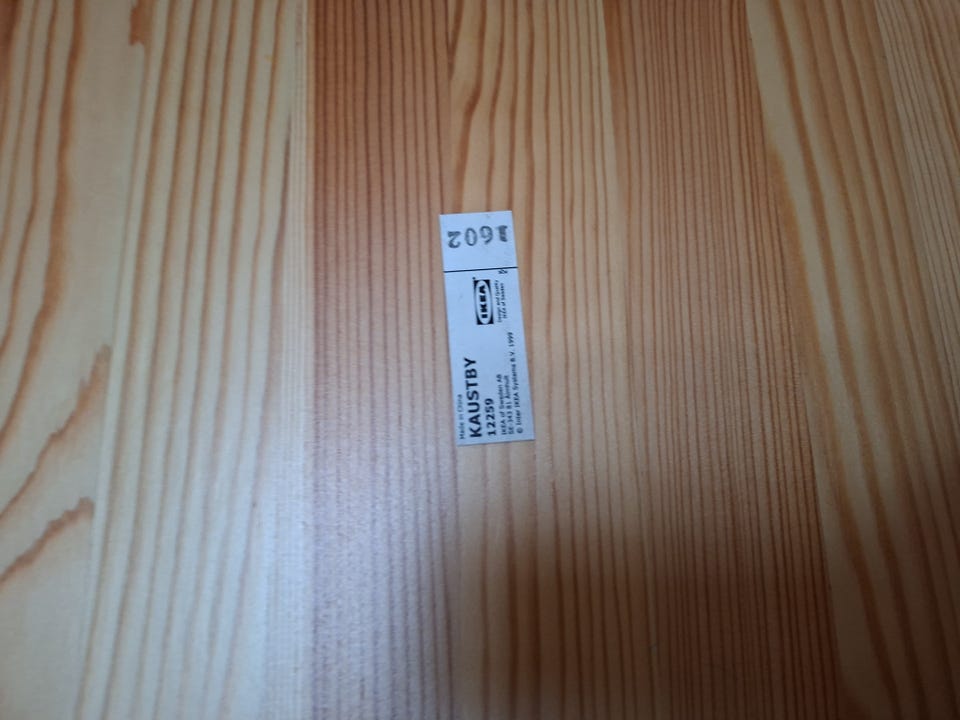 Made in China
KAUSTBY
12259
IKEA of Sweden AB
SE-343 81 Älmhult
© Inter IKEA Systems B.V. 1999
IKEA®
Design and Quality
IKEA of Sweden
1602